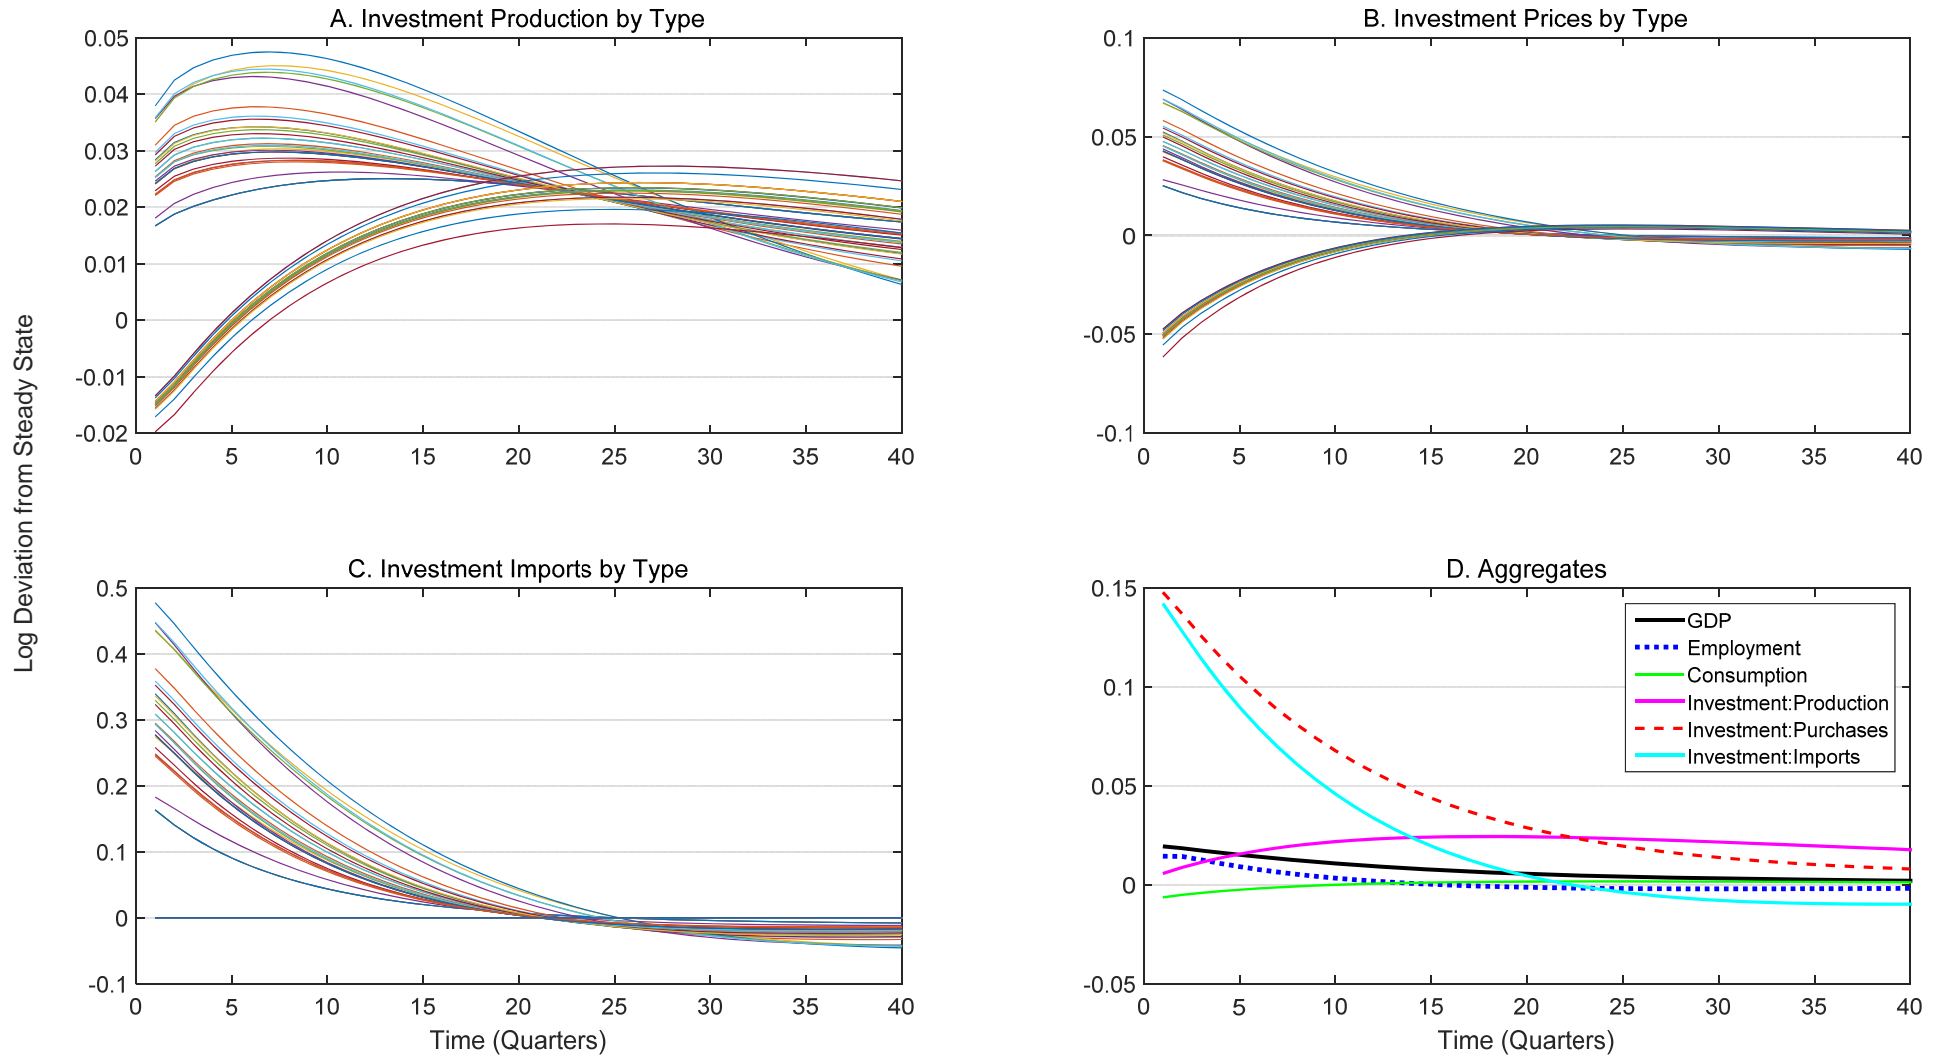 A. Investment Production by Type
0.05
0.04
0.03
0.02
0.01
0
-0.01
-0.02
0 5 10 15 20 25 30 35 40
B. Investment Prices by Type
0.1
0.05
0
-0.05
-0.1
0 5 10 15 20 25 30 35 40
Log Deviation from Steady State
C. Investment Imports by Type
0.5
0.4
0.3
0.2
0.1
0
-0.1
0 5 10 15 20 25 30 35 40
Time (Quarters)
D. Aggregates
0.15
0.1
0.05
0
-0.05
0 5 10 15 20 25 30 35 40
Time (Quarters)
GDP
Employment
Consumption
Investment:Production
Investment:Purchases
Investment:Imports